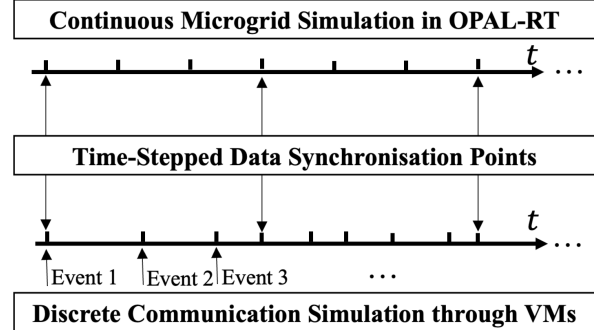 Continuous Microgrid Simulation in OPAL-RT
t
...
Time-Stepped Data Synchronisation Points
t
...
Event 1 Event 2 Event 3 ...
Discrete Communication Simulation through VMs